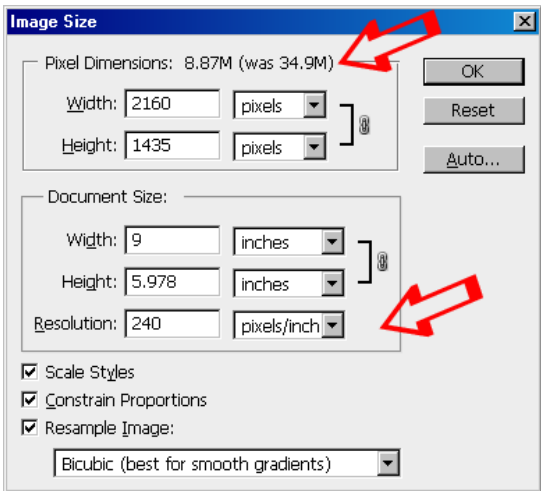 Image Size
Pixel Dimensions: 8.87M (was 34.9M)
OK
Width: 2160 pixels
Reset
Height: 1435 pixels
Auto...
Document Size:
Width: 9 inches
Height: 5.978 inches
Resolution: 240 pixels/inch
Scale Styles
Constrain Proportions
Resample Image:
Bicubic (best for smooth gradients)